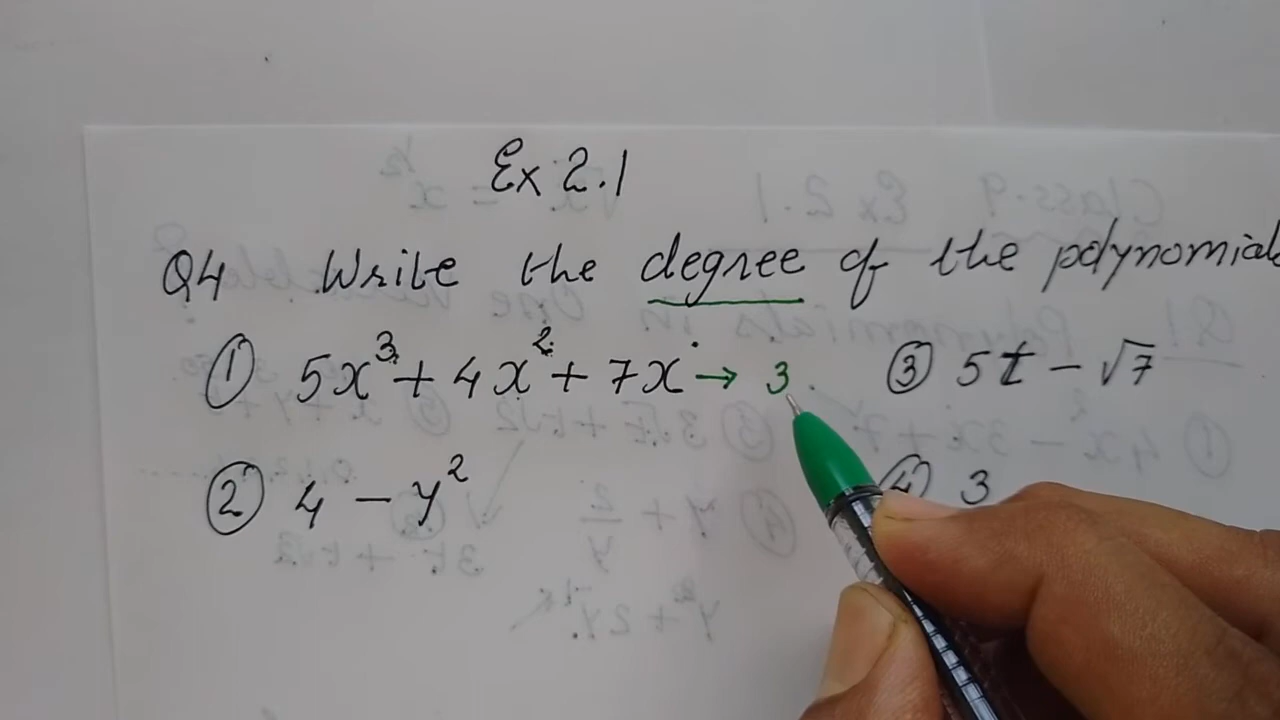 Ex 2.1
Q4 Write the degree of the polynomials
① 5x³ + 4x² + 7x → 3
③ 5t - √7
② 4 - y²
④ 3